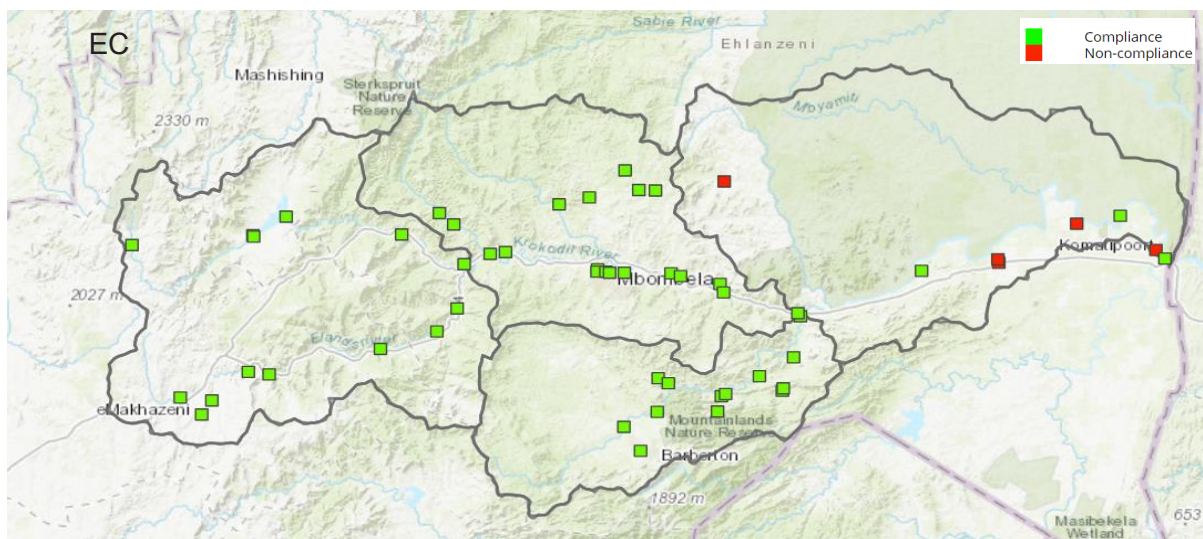 EC
Sabie River
Ehlanzeni
Compliance
Non-compliance
Mashishing
Sterkspruit
Nature
Reserve
Mbyamiti
2330 m
Krokodil River
Komatipoort
Mbombela
2027 m
Elands
eMakhazeni
Mountainlands
Nature Reserve
Barberton
1892 m
Masibekela
Wetland
653